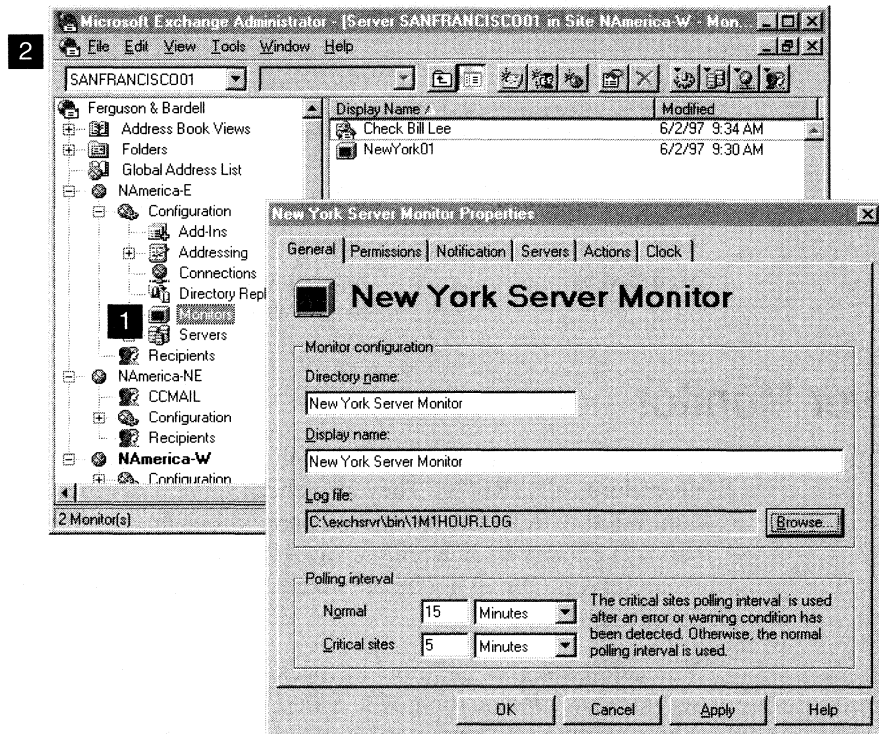 Microsoft Exchange Administrator - [Server SANFRANCISCO01 in Site NAmerica-W - Mon...
2
File Edit View Tools Window Help
SANFRANCISCO01
Ferguson & Bardell
Address Book Views
Folders
Global Address List
NAmerica-E
Configuration
Add-Ins
Addressing
Connections
Directory Repl
1
Monitors
Servers
Recipients
NAmerica-NE
CCMAIL
Configuration
Recipients
NAmerica-W
Configuration
2 Monitor(s)
Display Name / Modified
Check Bill Lee 6/2/97 9:34 AM
NewYork01 6/2/97 9:30 AM
New York Server Monitor Properties
General Permissions Notification Servers Actions Clock
New York Server Monitor
Monitor configuration
Directory name:
New York Server Monitor
Display name:
New York Server Monitor
Log file:
C:\exchsrvr\bin\1M1HOUR.LOG
Browse...
Polling interval
Normal 15 Minutes
Critical sites 5 Minutes
The critical sites polling interval is used
after an error or warning condition has
been detected. Otherwise, the normal
polling interval is used.
OK Cancel Apply Help